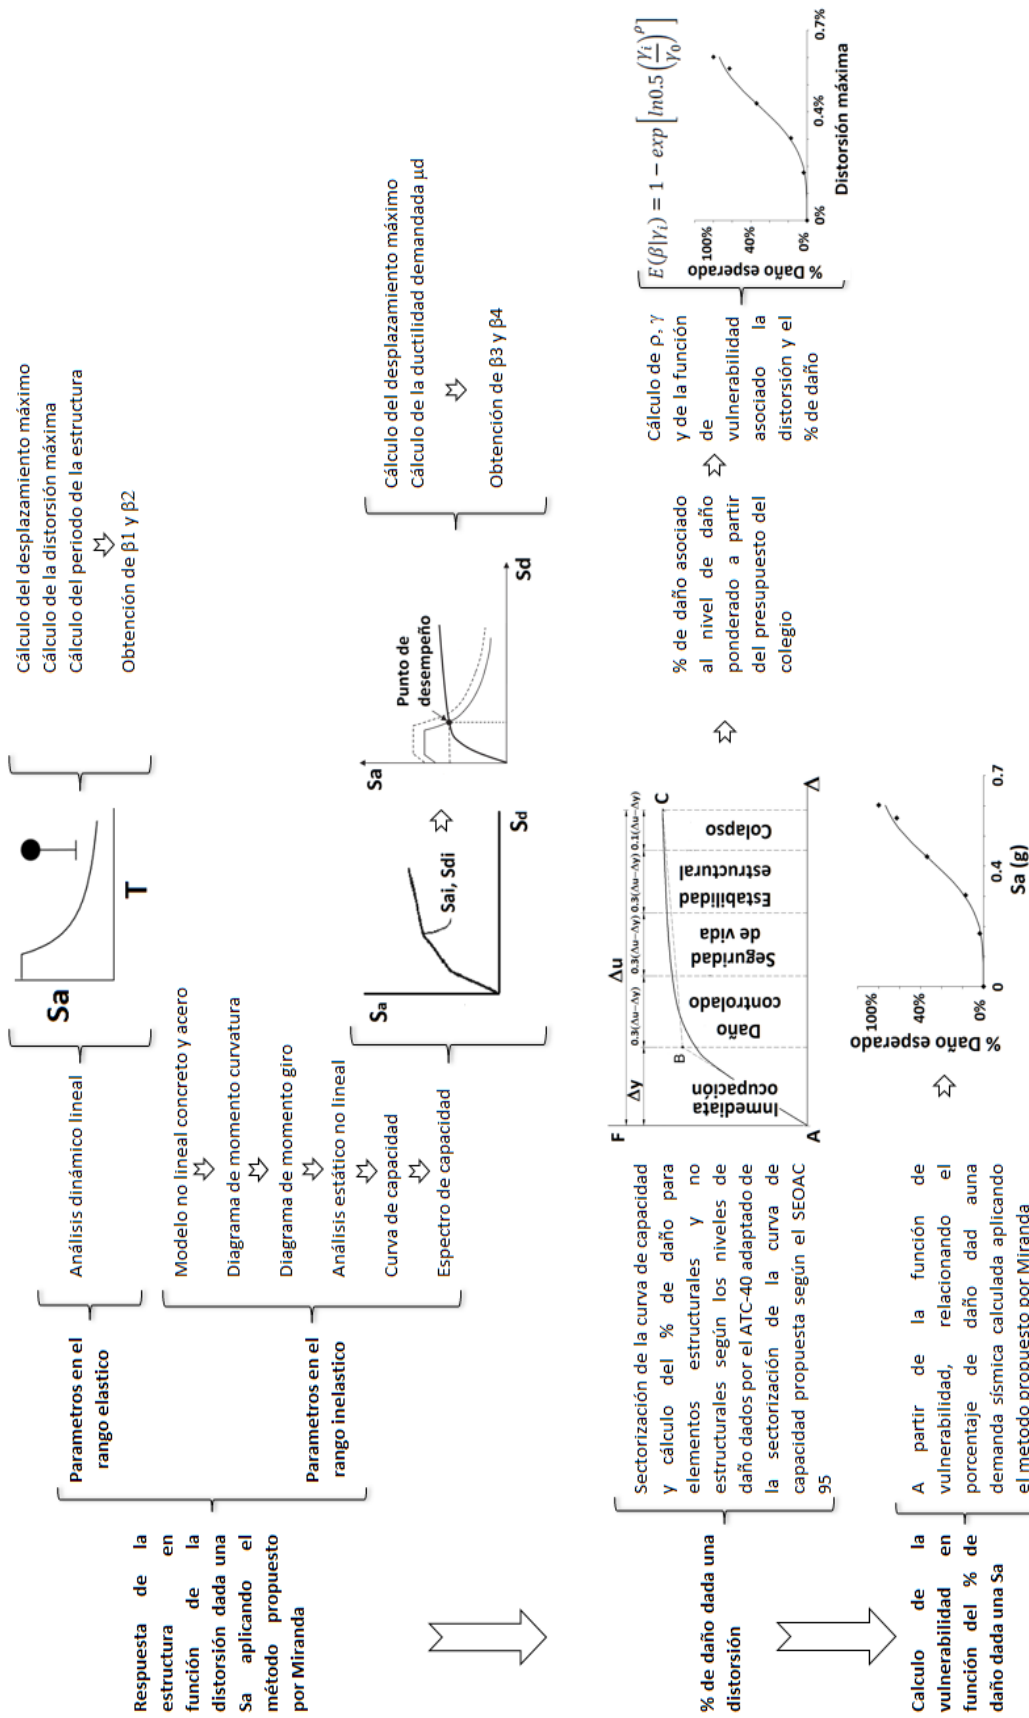 Respuesta de la
estructura en
función de la
distorsión dada una
Sa aplicando el
método propuesto
por Miranda
Parametros en el
rango elastico
Análisis dinámico lineal
Sa
T
Cálculo del desplazamiento máximo
Cálculo de la distorsión máxima
Cálculo del periodo de la estructura
Obtención de β1 y β2
Parametros en el
rango inelastico
Modelo no lineal concreto y acero
Diagrama de momento curvatura
Diagrama de momento giro
Análisis estático no lineal
Curva de capacidad
Espectro de capacidad
Sa
Sai, Sdi
Sd
Sa
Punto de
desempeño
Sd
Cálculo del desplazamiento máximo
Cálculo de la ductilidad demandada μd
Obtención de β3 y β4
% de daño dada una
distorsión
Sectorización de la curva de capacidad
y cálculo del % de daño para
elementos estructurales y no
estructurales según los niveles de
daño dados por el ATC-40 adaptado de
la sectorización de la curva de
capacidad propuesta según el SEOAC
95
F
Δu
Δy
0.3(Δu−Δy)
0.3(Δu−Δy)
0.3(Δu−Δy)
0.1(Δu−Δy)
B
C
Inmediata
ocupación
Daño
controlado
Seguridad
de vida
Estabilidad
estructural
Colapso
A
Δ
% de daño asociado
al nivel de daño
ponderado a partir
del presupuesto del
colegio
Cálculo de ρ, γ
y de la función
de
vulnerabilidad
asociado la
distorsión y el
% de daño
E(β|γi) = 1 − exp [ln0.5 (γi/γ0)^ρ]
% Daño esperado
100%
40%
0%
0%
0.4%
0.7%
Distorsión máxima
Calculo de la
vulnerabilidad en
función del % de
daño dada una Sa
A partir de la función de
vulnerabilidad, relacionando el
porcentaje de daño dad auna
demanda sísmica calculada aplicando
el metodo propuesto por Miranda
% Daño esperado
100%
40%
0%
0
0.4
0.7
Sa (g)